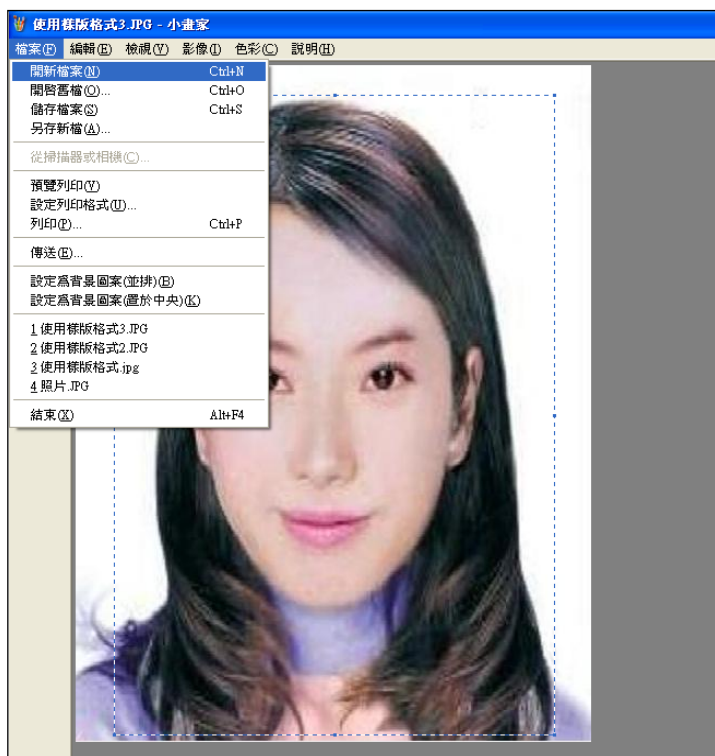 使用樣版格式3.JPG - 小畫家
檔案(F) 編輯(E) 檢視(V) 影像(I) 色彩(C) 說明(H)
開新檔案(N) Ctrl+N
開啓舊檔(O)... Ctrl+O
儲存檔案(S) Ctrl+S
另存新檔(A)...
從掃描器或相機(C)...
預覽列印(V)
設定列印格式(U)...
列印(P)... Ctrl+P
傳送(E)...
設定爲背景圖案(並排)(B)
設定爲背景圖案(置於中央)(K)
1 使用樣版格式3.JPG
2 使用樣版格式2.JPG
3 使用樣版格式.jpg
4 照片.JPG
結束(X) Alt+F4